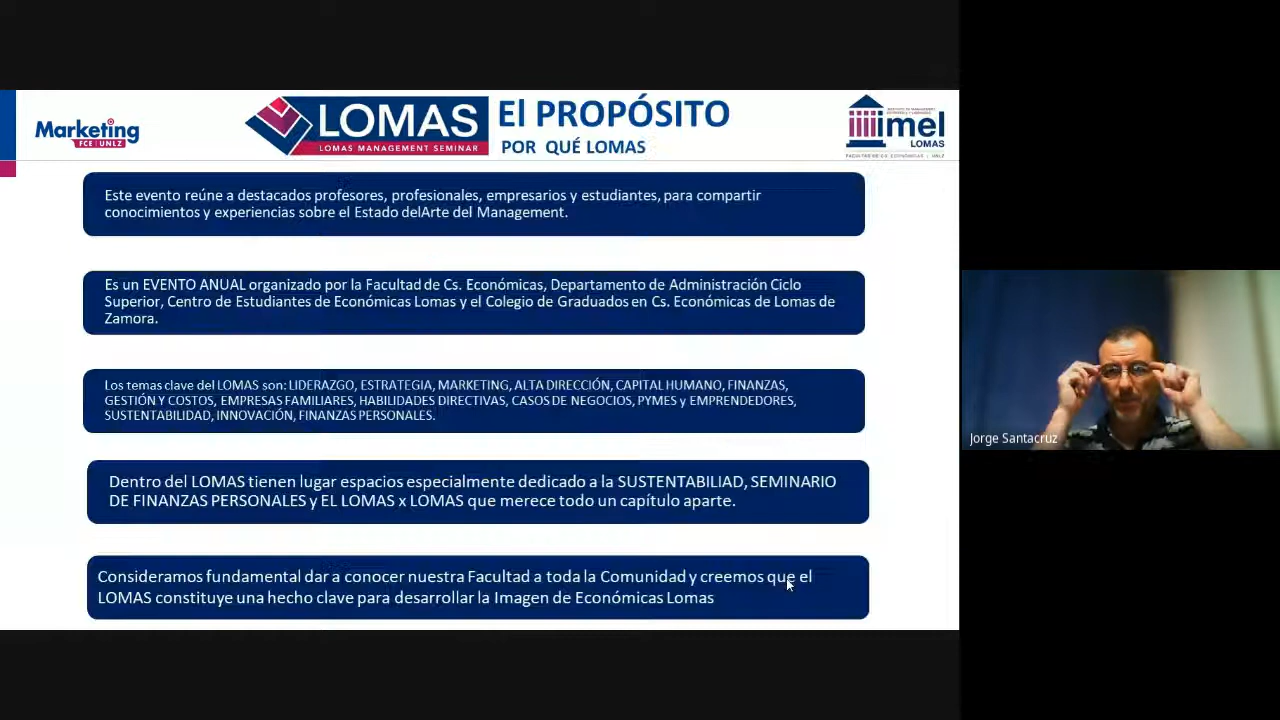 Marketing
FCE | UNLZ
LOMAS
LOMAS MANAGEMENT SEMINAR
El PROPÓSITO
POR QUÉ LOMAS
imel
LOMAS
Este evento reúne a destacados profesores, profesionales, empresarios y estudiantes, para compartir
conocimientos y experiencias sobre el Estado delArte del Management.
Es un EVENTO ANUAL organizado por la Facultad de Cs. Económicas, Departamento de Administración Ciclo
Superior, Centro de Estudiantes de Económicas Lomas y el Colegio de Graduados en Cs. Económicas de Lomas de
Zamora.
Los temas clave del LOMAS son: LIDERAZGO, ESTRATEGIA, MARKETING, ALTA DIRECCIÓN, CAPITAL HUMANO, FINANZAS,
GESTIÓN Y COSTOS, EMPRESAS FAMILIARES, HABILIDADES DIRECTIVAS, CASOS DE NEGOCIOS, PYMES y EMPRENDEDORES,
SUSTENTABILIDAD, INNOVACIÓN, FINANZAS PERSONALES.
Dentro del LOMAS tienen lugar espacios especialmente dedicado a la SUSTENTABILIAD, SEMINARIO
DE FINANZAS PERSONALES y EL LOMAS x LOMAS que merece todo un capítulo aparte.
Consideramos fundamental dar a conocer nuestra Facultad a toda la Comunidad y creemos que el
LOMAS constituye una hecho clave para desarrollar la Imagen de Económicas Lomas
Jorge Santacruz